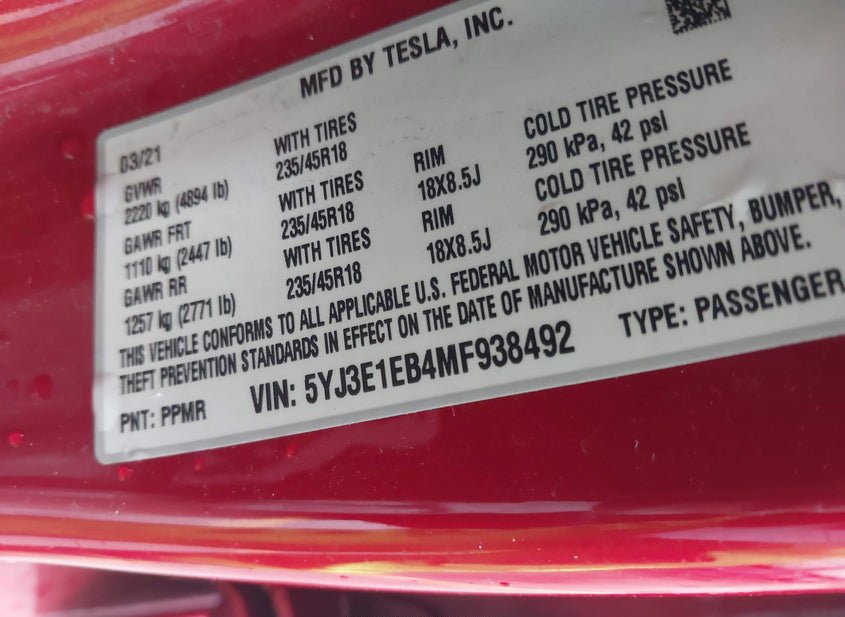 MFD BY TESLA, INC.
03/21
GVWR WITH TIRES RIM COLD TIRE PRESSURE
2220 kg (4894 lb) 235/45R18 18X8.5J 290 kPa, 42 psi
GAWR FRT WITH TIRES RIM COLD TIRE PRESSURE
1110 kg (2447 lb) 235/45R18 18X8.5J 290 kPa, 42 psi
GAWR RR WITH TIRES
1257 kg (2771 lb) 235/45R18
THIS VEHICLE CONFORMS TO ALL APPLICABLE U.S. FEDERAL MOTOR VEHICLE SAFETY, BUMPER,
THEFT PREVENTION STANDARDS IN EFFECT ON THE DATE OF MANUFACTURE SHOWN ABOVE.
PNT: PPMR VIN: 5YJ3E1EB4MF938492 TYPE: PASSENGER